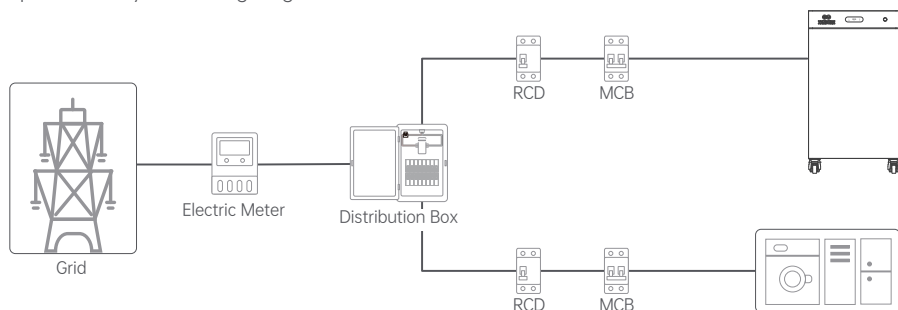 RCD
MCB
Electric Meter
Distribution Box
Grid
RCD
MCB